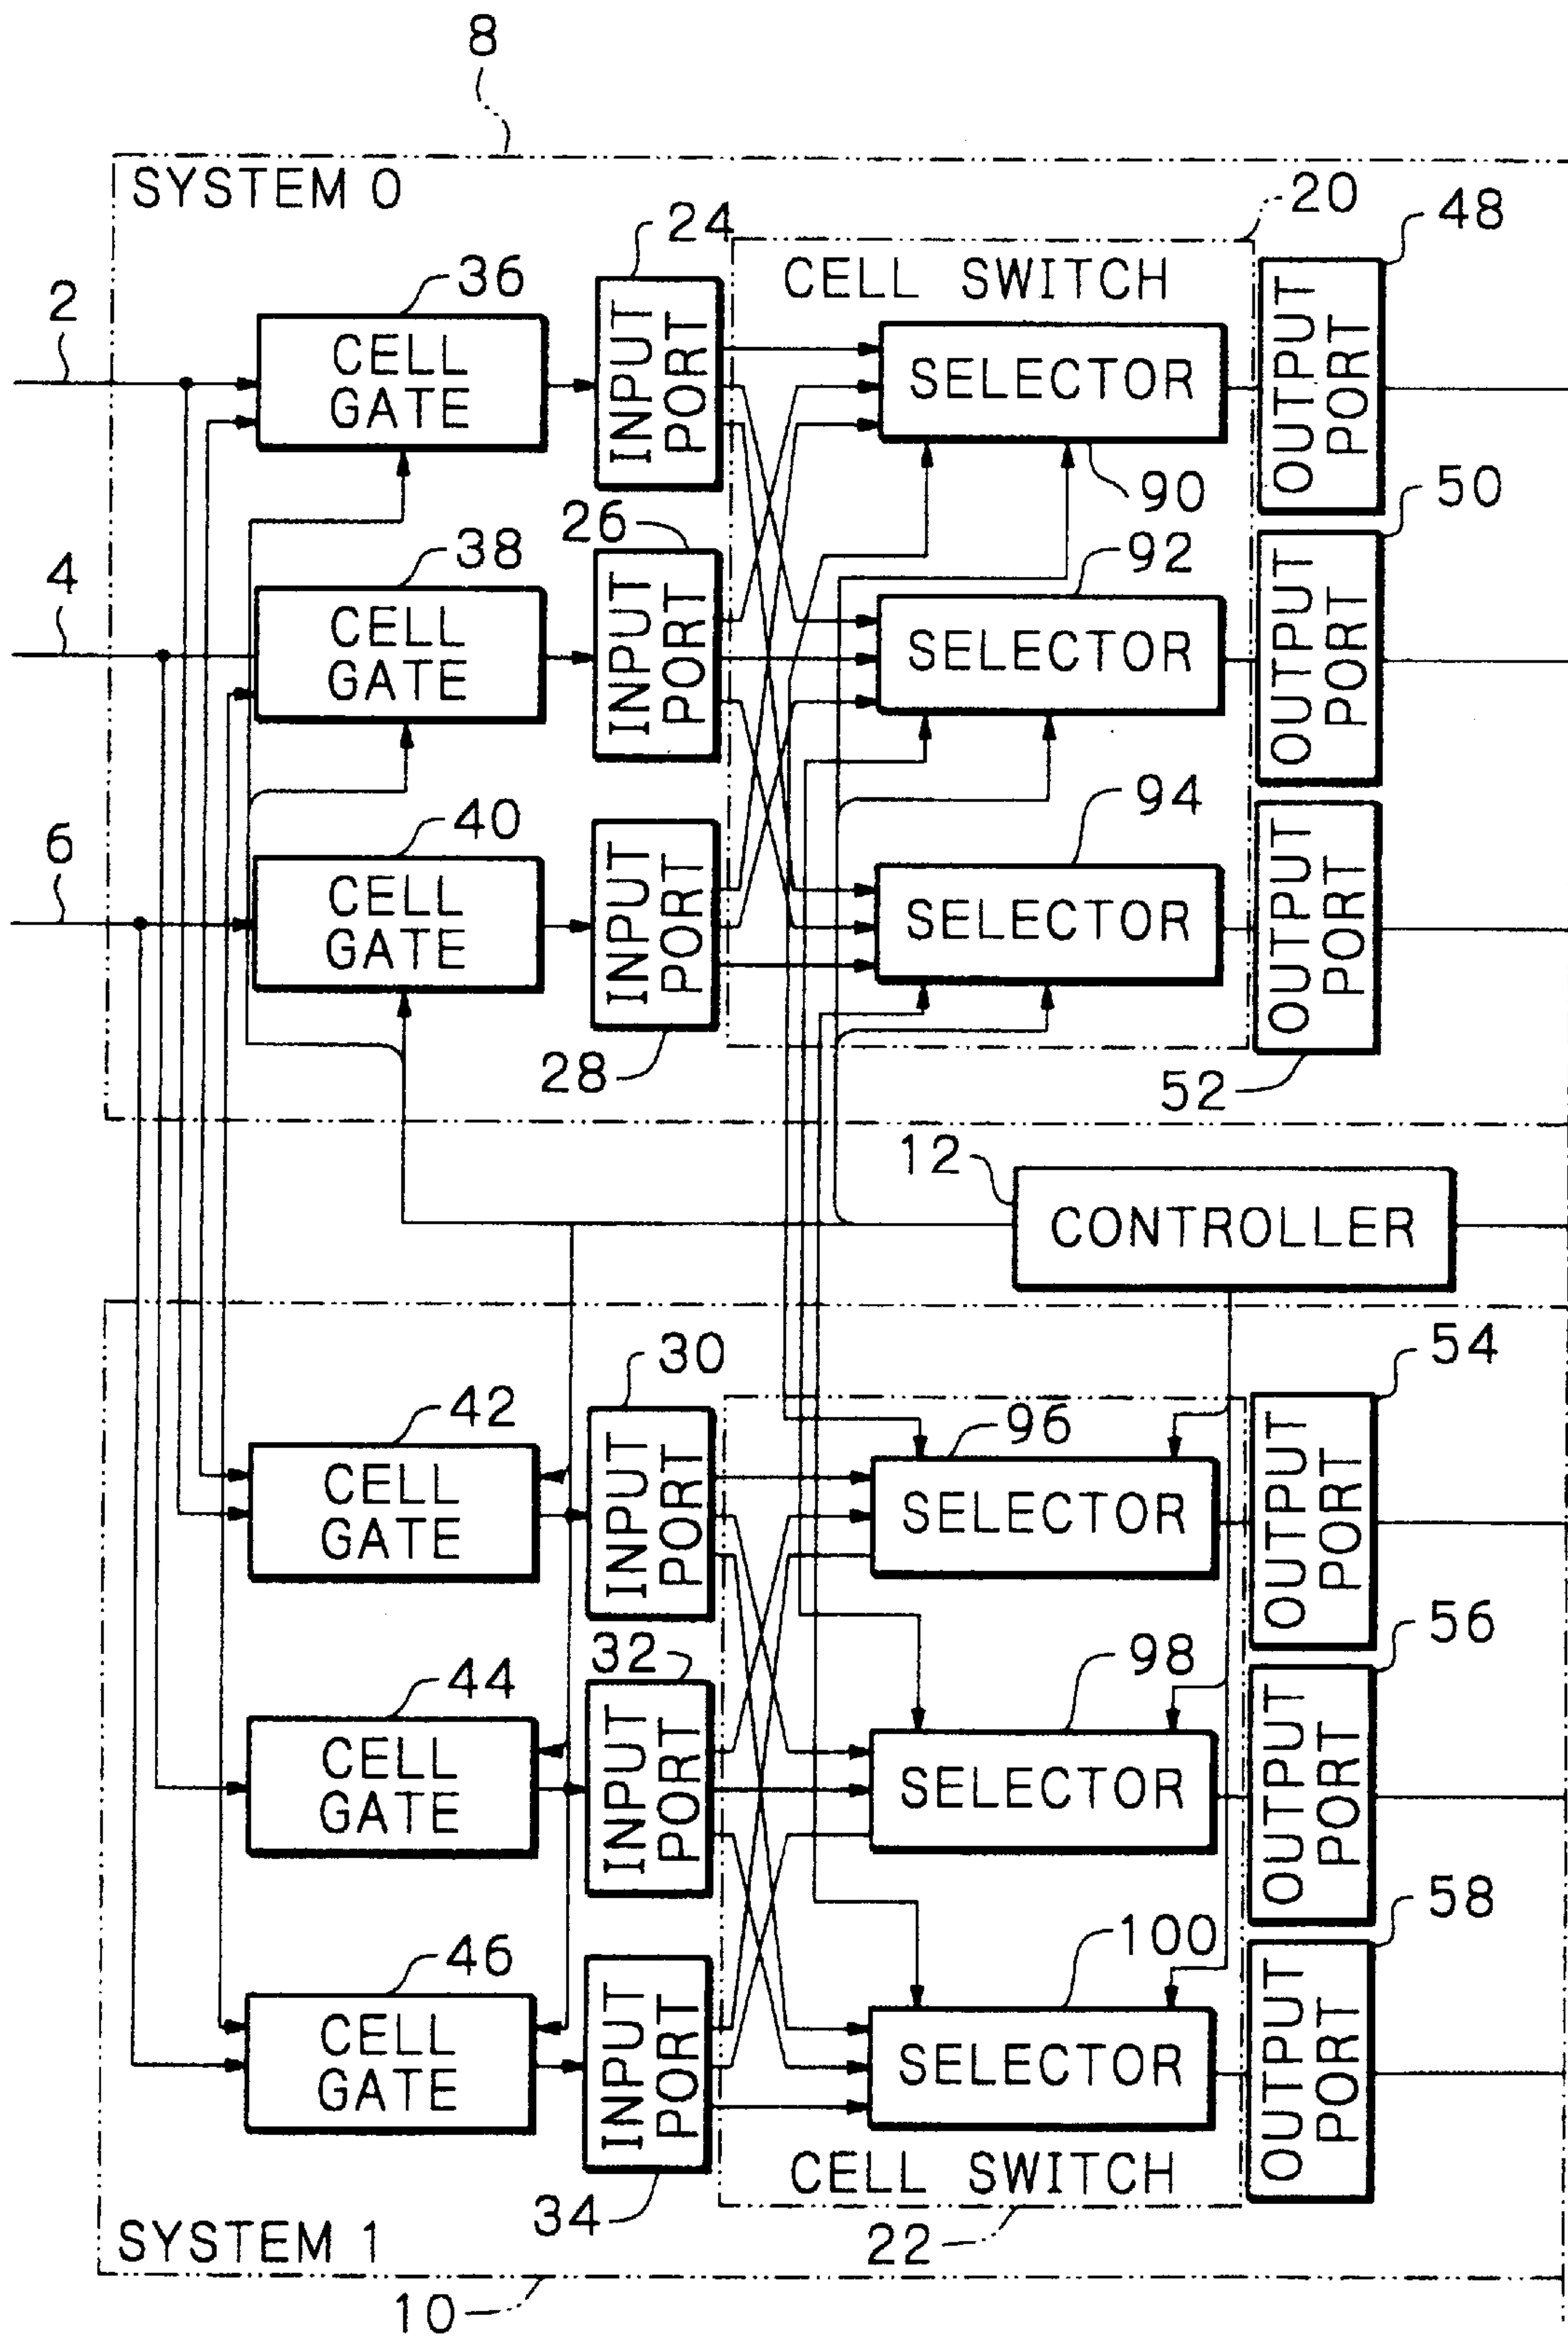 8
SYSTEM 0
20
48
24
CELL SWITCH
36
2
CELL
GATE
INPUT
PORT
SELECTOR
OUTPUT
PORT
90
50
26
92
38
4
CELL
GATE
INPUT
PORT
SELECTOR
OUTPUT
PORT
94
40
6
CELL
GATE
INPUT
PORT
SELECTOR
OUTPUT
PORT
28
52
12
CONTROLLER
30
54
42
96
CELL
GATE
INPUT
PORT
SELECTOR
OUTPUT
PORT
32
56
44
98
CELL
GATE
INPUT
PORT
SELECTOR
OUTPUT
PORT
58
46
100
CELL
GATE
INPUT
PORT
SELECTOR
OUTPUT
PORT
CELL SWITCH
34
22
SYSTEM 1
10